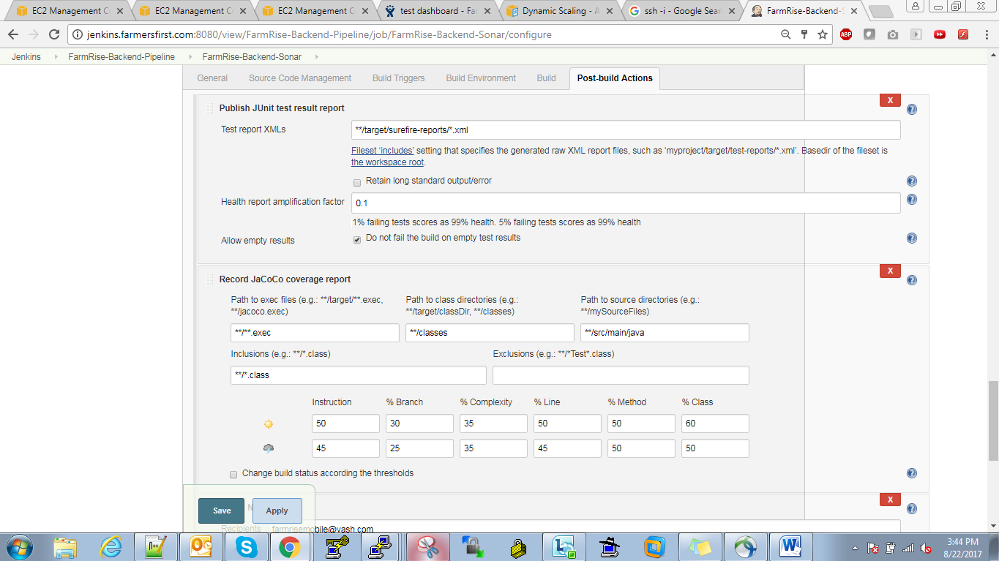 EC2 Management C
EC2 Management C
EC2 Management C
test dashboard - Fa
Dynamic Scaling - A
ssh -i - Google Sear
FarmRise-Backend-S
jenkins.farmersfirst.com:8080/view/FarmRise-Backend-Pipeline/job/FarmRise-Backend-Sonar/configure
ABP
Jenkins FarmRise-Backend-Pipeline FarmRise-Backend-Sonar
General Source Code Management Build Triggers Build Environment Build Post-build Actions
X
Publish JUnit test result report
Test report XMLs **/target/surefire-reports/*.xml
Fileset ‘includes’ setting that specifies the generated raw XML report files, such as ‘myproject/target/test-reports/*.xml’. Basedir of the fileset is
the workspace root.
Retain long standard output/error
Health report amplification factor 0.1
1% failing tests scores as 99% health. 5% failing tests scores as 99% health
Allow empty results Do not fail the build on empty test results
X
Record JaCoCo coverage report
Path to exec files (e.g.: **/target/**.exec, Path to class directories (e.g.: Path to source directories (e.g.:
**/jacoco.exec) **/target/classDir, **/classes) **/mySourceFiles)
**/**.exec **/classes **/src/main/java
Inclusions (e.g.: **/*.class) Exclusions (e.g.: **/*Test*.class)
**/*.class
Instruction % Branch % Complexity % Line % Method % Class
50 30 35 50 50 60
45 25 35 45 50 50
Change build status according the thresholds
X
Save Apply
Recipients farmrisemobile@yash.com
3:44 PM
8/22/2017